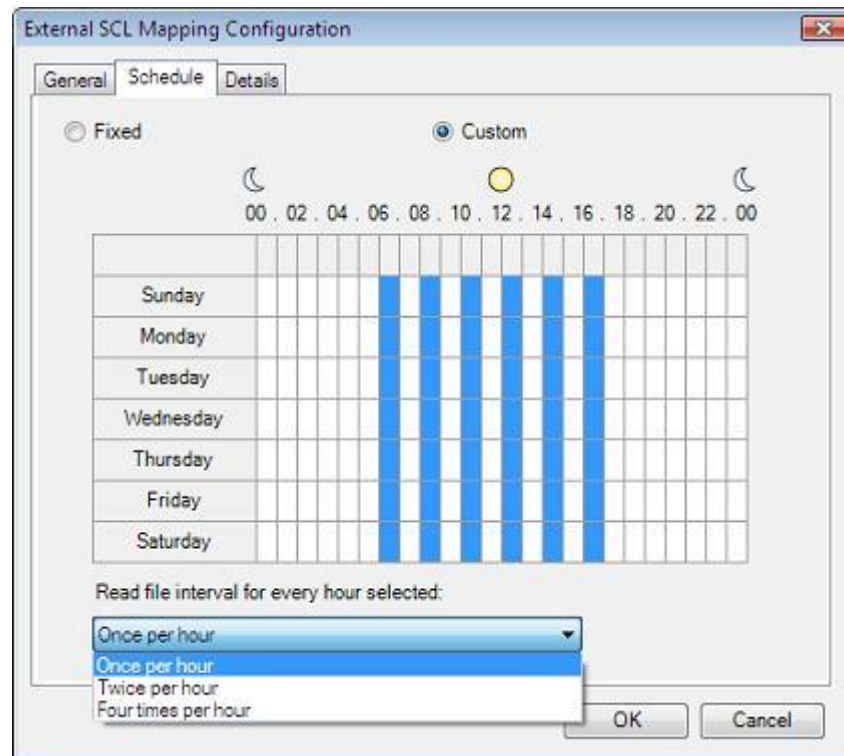 External SCL Mapping Configuration
General Schedule Details
Fixed Custom
00 . 02 . 04 . 06 . 08 . 10 . 12 . 14 . 16 . 18 . 20 . 22 . 00
Sunday
Monday
Tuesday
Wednesday
Thursday
Friday
Saturday
Read file interval for every hour selected:
Once per hour
Once per hour
Twice per hour
Four times per hour
OK Cancel